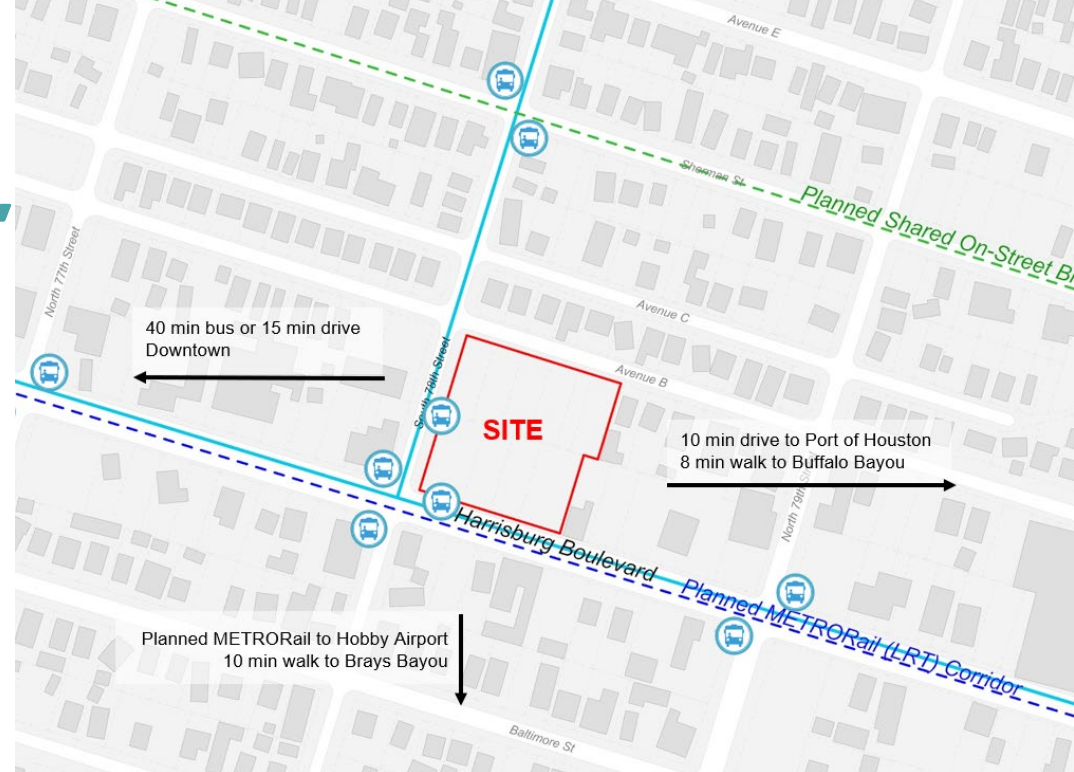 Avenue E
Sherman St
Planned Shared On-Street
North 77th Street
Avenue C
40 min bus or 15 min drive
Downtown
South 78th Street
Avenue B
SITE
10 min drive to Port of Houston
8 min walk to Buffalo Bayou
North 79th
Harrisburg Boulevard
Planned METRORail (LRT) Corridor
Planned METRORail to Hobby Airport
10 min walk to Brays Bayou
Baltimore St